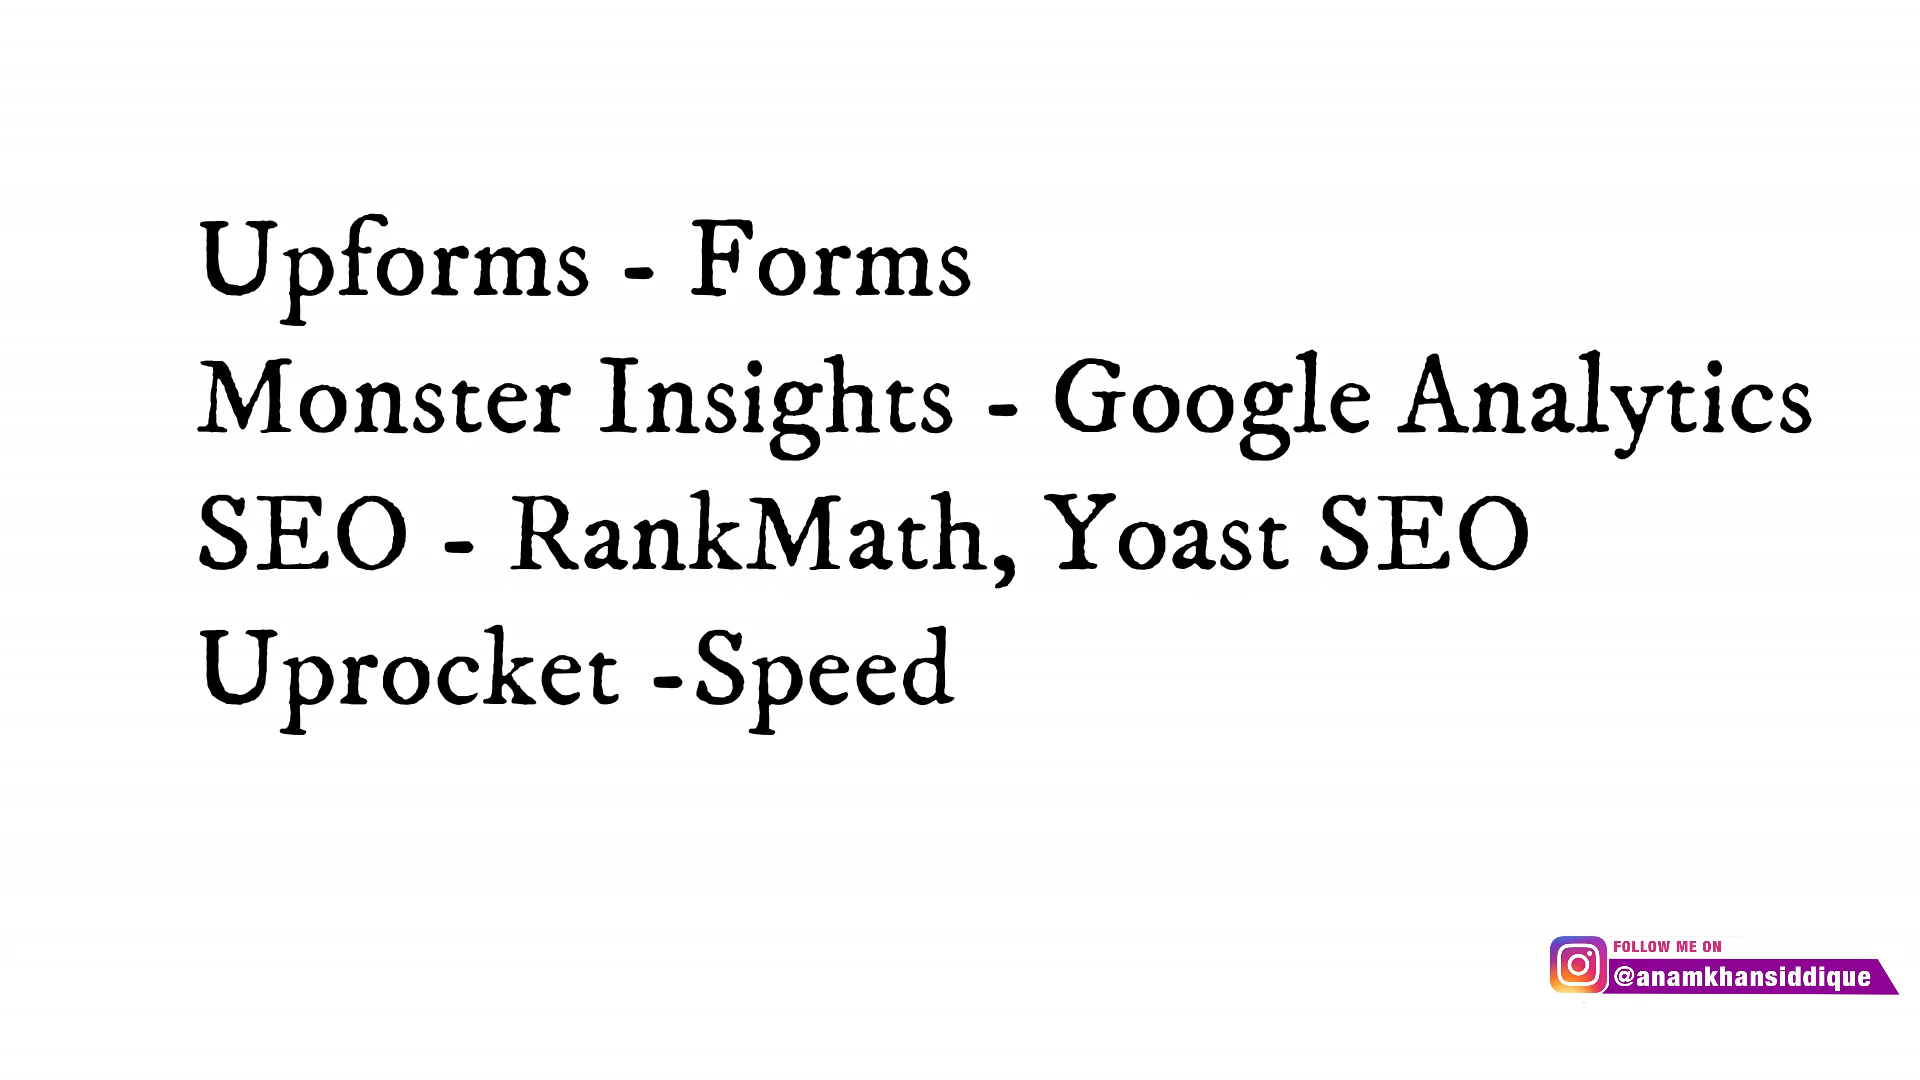 Upforms - Forms
Monster Insights - Google Analytics
SEO - RankMath, Yoast SEO
Uprocket -Speed
FOLLOW ME ON
@anamkhansiddique